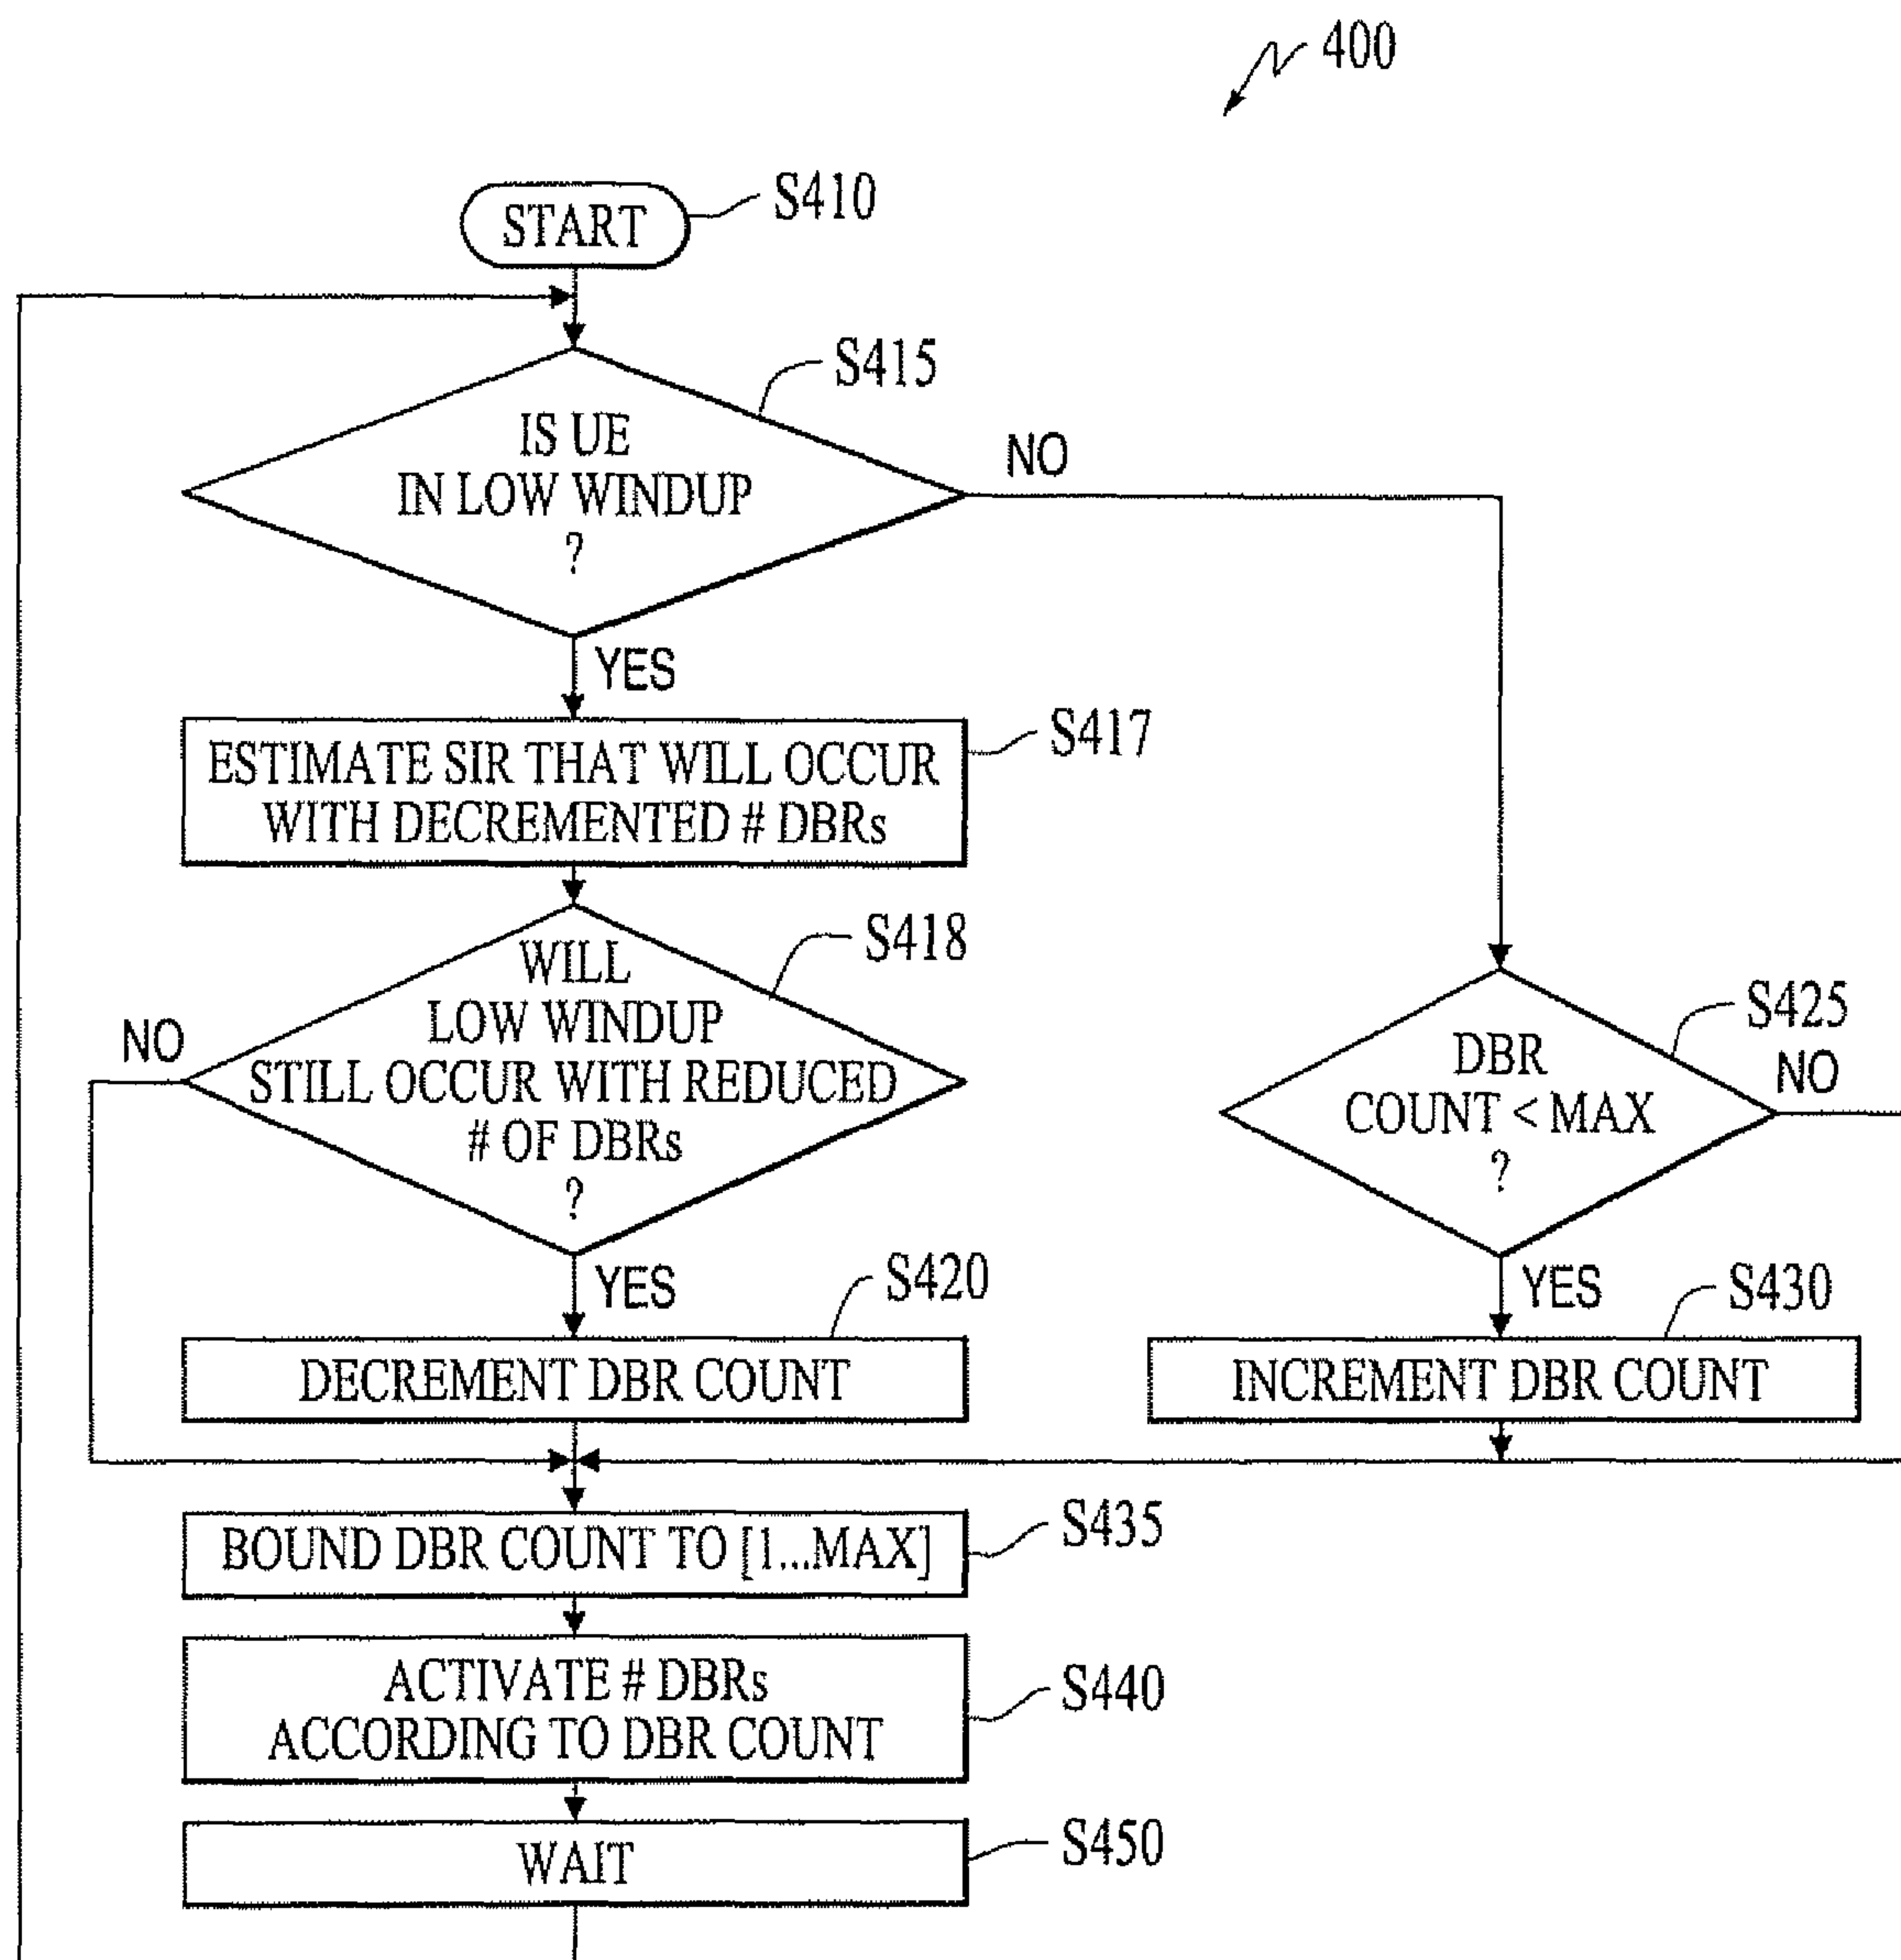 400
START
S410
S415
IS UE
IN LOW WINDUP
?
NO
YES
S417
ESTIMATE SIR THAT WILL OCCUR
WITH DECREMENTED # DBRs
S418
WILL
LOW WINDUP
STILL OCCUR WITH REDUCED
# OF DBRs
?
NO
YES
S425
DBR
COUNT < MAX
?
NO
YES
S420
DECREMENT DBR COUNT
S430
INCREMENT DBR COUNT
BOUND DBR COUNT TO [1...MAX]
S435
ACTIVATE # DBRs
ACCORDING TO DBR COUNT
S440
WAIT
S450